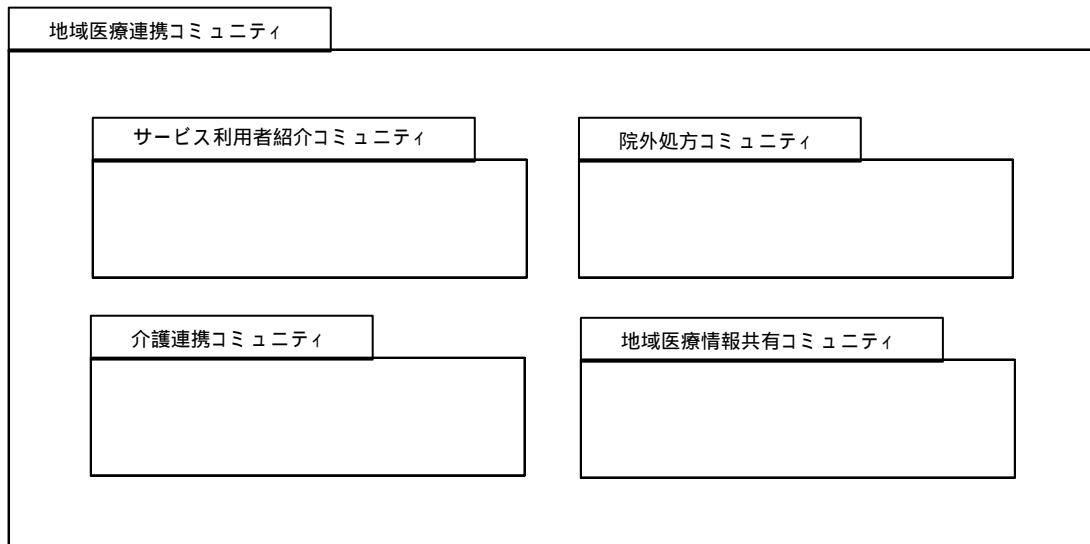 地域医療連携コミュニティ
サービス利用者紹介コミュニティ
院外処方コミュニティ
介護連携コミュニティ
地域医療情報共有コミュニティ